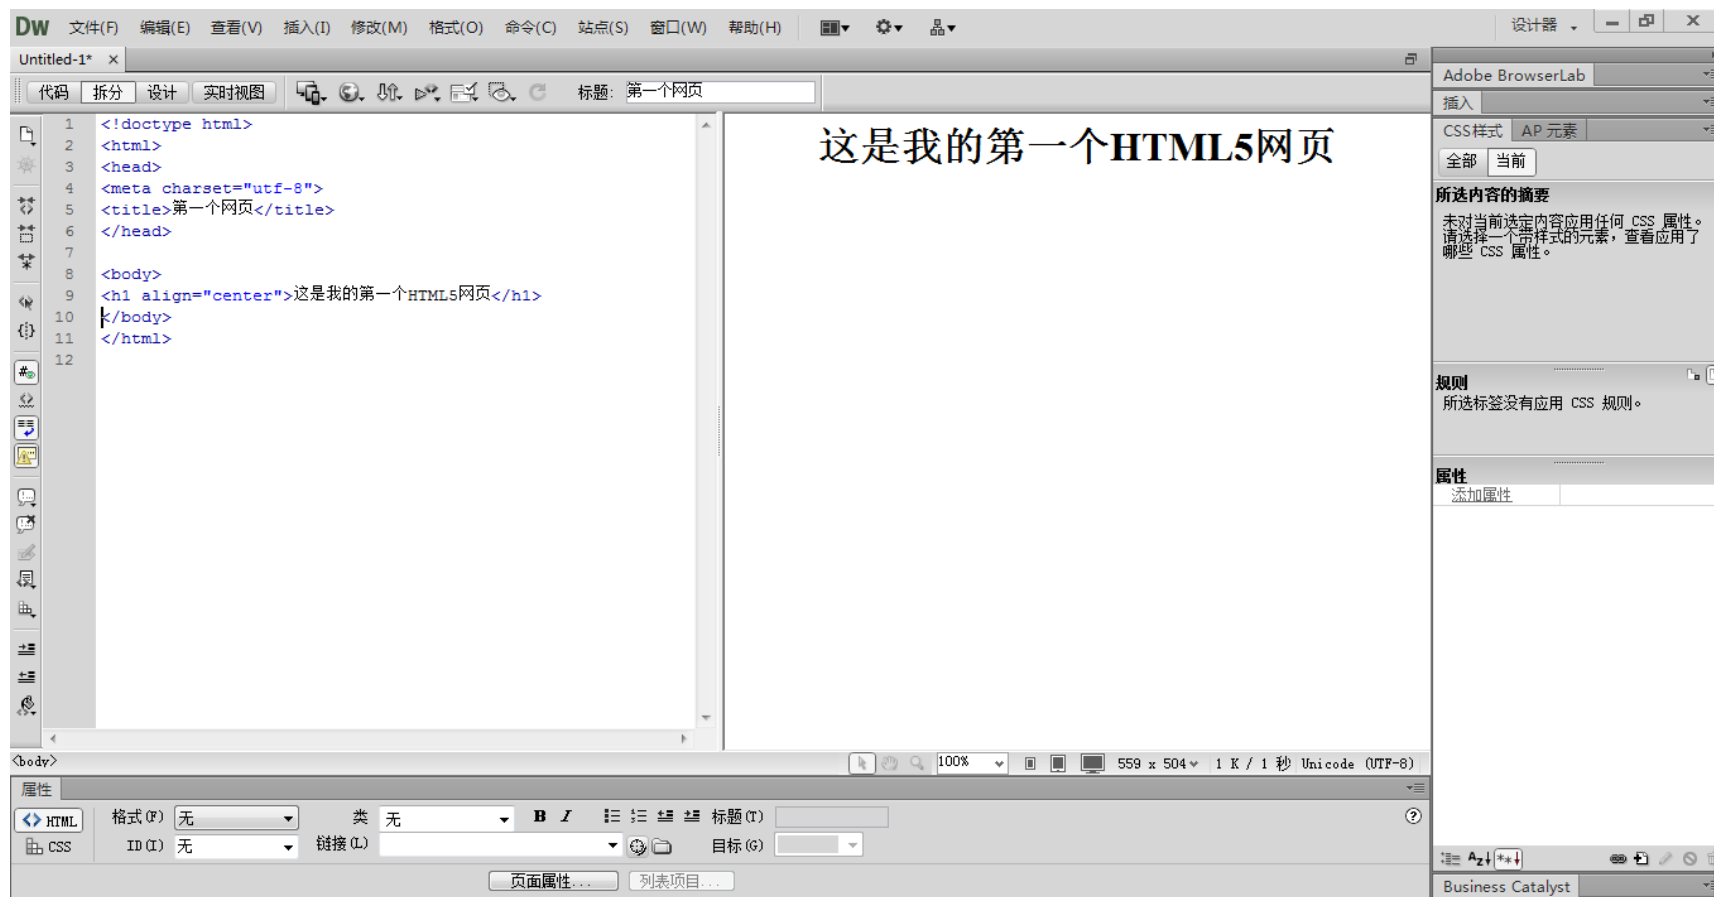 Dw 文件(F) 编辑(E) 查看(V) 插入(I) 修改(M) 格式(O) 命令(C) 站点(S) 窗口(W) 帮助(H) 设计器
Untitled-1* ×
代码 拆分 设计 实时视图 标题: 第一个网页
1 <!doctype html>
2 <html>
3 <head>
4 <meta charset="utf-8">
5 <title>第一个网页</title>
6 </head>
7
8 <body>
9 <h1 align="center">这是我的第一个HTML5网页</h1>
10 </body>
11 </html>
12
这是我的第一个HTML5网页
Adobe BrowserLab
插入
CSS样式 AP 元素
全部 当前
所选内容的摘要
未对当前选定内容应用任何 CSS 属性。
请选择一个带样式的元素，查看应用了
哪些 CSS 属性。
规则
所选标签没有应用 CSS 规则。
属性
添加属性
Business Catalyst
<body> 100% 559 x 504 1 K / 1 秒 Unicode (UTF-8)
属性
<> HTML 格式(F) 无 类 无 B I 标题(T)
CSS ID(I) 无 链接(L) 目标(G)
页面属性... 列表项目...